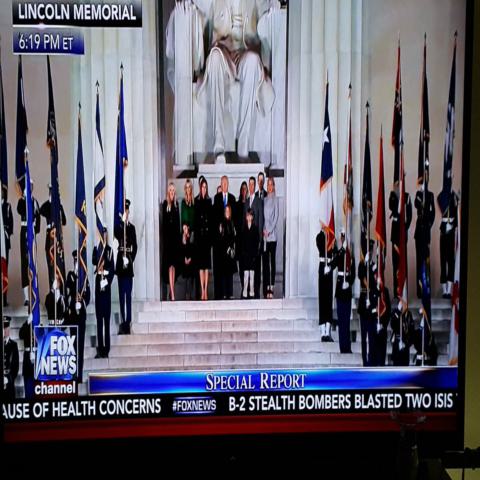 LINCOLN MEMORIAL
6:19 PM ET
FOX
NEWS
channel
SPECIAL REPORT
AUSE OF HEALTH CONCERNS #FOXNEWS B-2 STEALTH BOMBERS BLASTED TWO ISIS